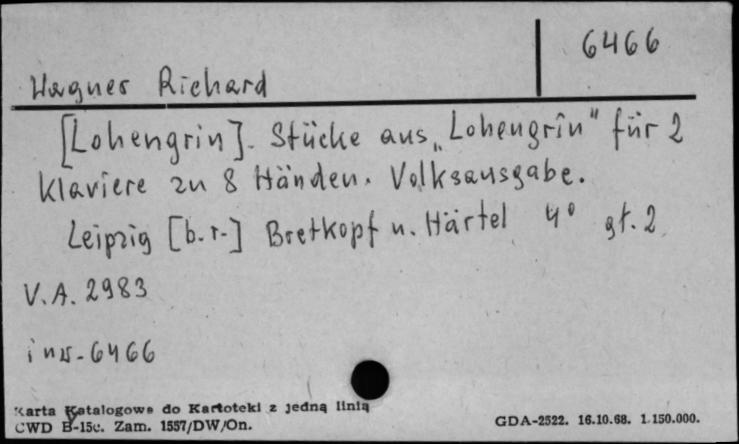 6466
Wagner Richard
[Lohengrin]. Stücke aus „Lohengrin" für 2
Klaviere zu 8 Händen. Volksausgabe.
Leipzig [b.r.] Bretkopf u. Härtel 4° gł. 2
V.A. 2983
inw. 6466
Karta Katalogowa do Kartoteki z jedną linią
CWD B-15c. Zam. 1557/DW/On.
GDA-2522. 16.10.68. 1.150.000.